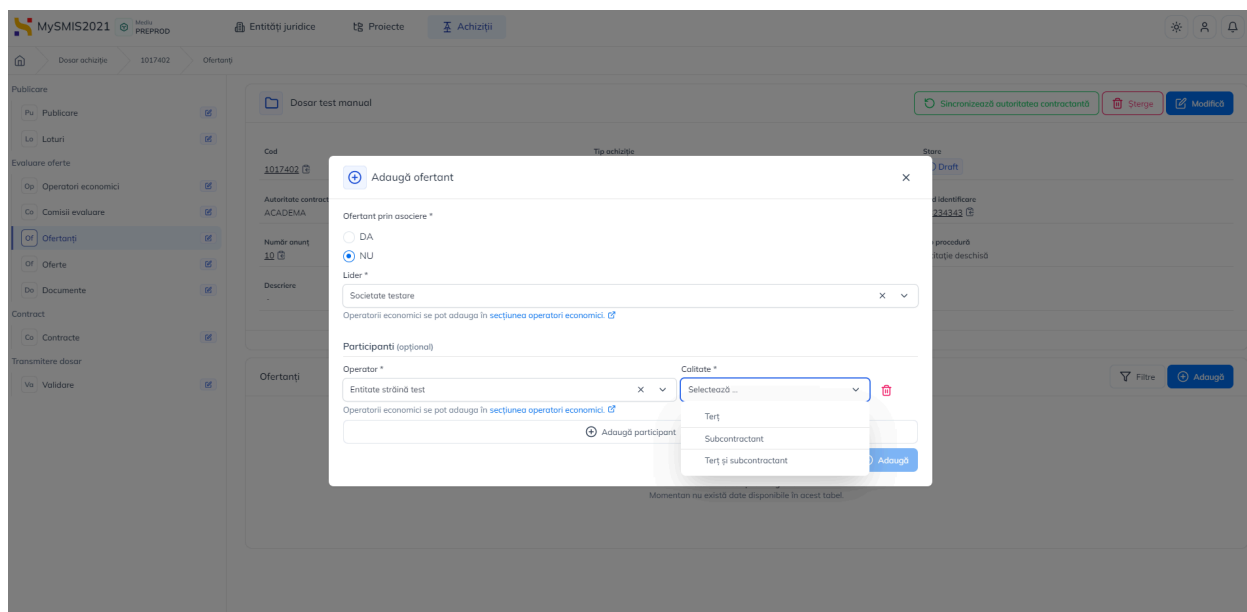 MySMIS2021 Mediu PREPROD Entități juridice Proiecte Achiziții
Dosar achiziție 1017402 Ofertanți
Publicare
Pu Publicare
Lo Loturi
Evaluare oferte
Op Operatori economici
Co Comisii evaluare
Of Ofertanți
Of Oferte
Do Documente
Contract
Co Contracte
Transmitere dosar
Va Validare
Dosar test manual
Sincronizează autoritatea contractantă Șterge Modifică
Cod Tip achiziție Stare
1017402 Draft
Autoritate contract d identificare
ACADEMA 234343
Număr anunț procedură
10 itație deschisă
Descriere
.
Adaugă ofertant
Ofertant prin asociere *
DA
NU
Lider *
Societate testare
Operatorii economici se pot adauga în secțiunea operatori economici.
Participanti (opțional)
Operator * Calitate *
Entitate străină test Selectează ...
Operatorii economici se pot adauga în secțiunea operatori economici.
Terț
Subcontractant
Terț și subcontractant
Adaugă participant
Adaugă
Ofertanți Filtre Adaugă
Momentan nu există date disponibile în acest tabel.